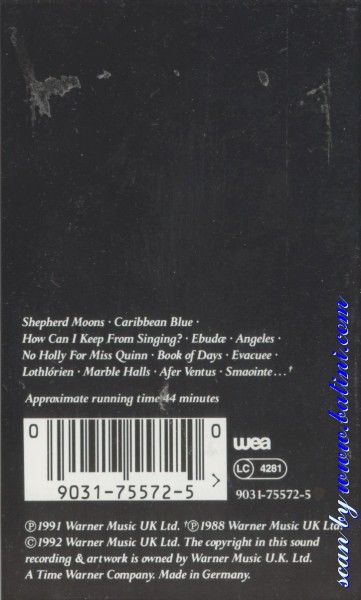 Shepherd Moons · Caribbean Blue ·
How Can I Keep From Singing? · Ebudæ · Angeles ·
No Holly For Miss Quinn · Book of Days · Evacuee ·
Lothlórien · Marble Halls · Afer Ventus · Smaointe...†
Approximate running time 44 minutes
0 0
wea
LC 4281
9031-75572-5 >
9031-75572-5
Ⓟ1991 Warner Music UK Ltd. †Ⓟ1988 Warner Music UK Ltd
©1992 Warner Music UK Ltd. The copyright in this sound
recording & artwork is owned by Warner Music U.K. Ltd.
A Time Warner Company. Made in Germany.
scan by www.balini.com